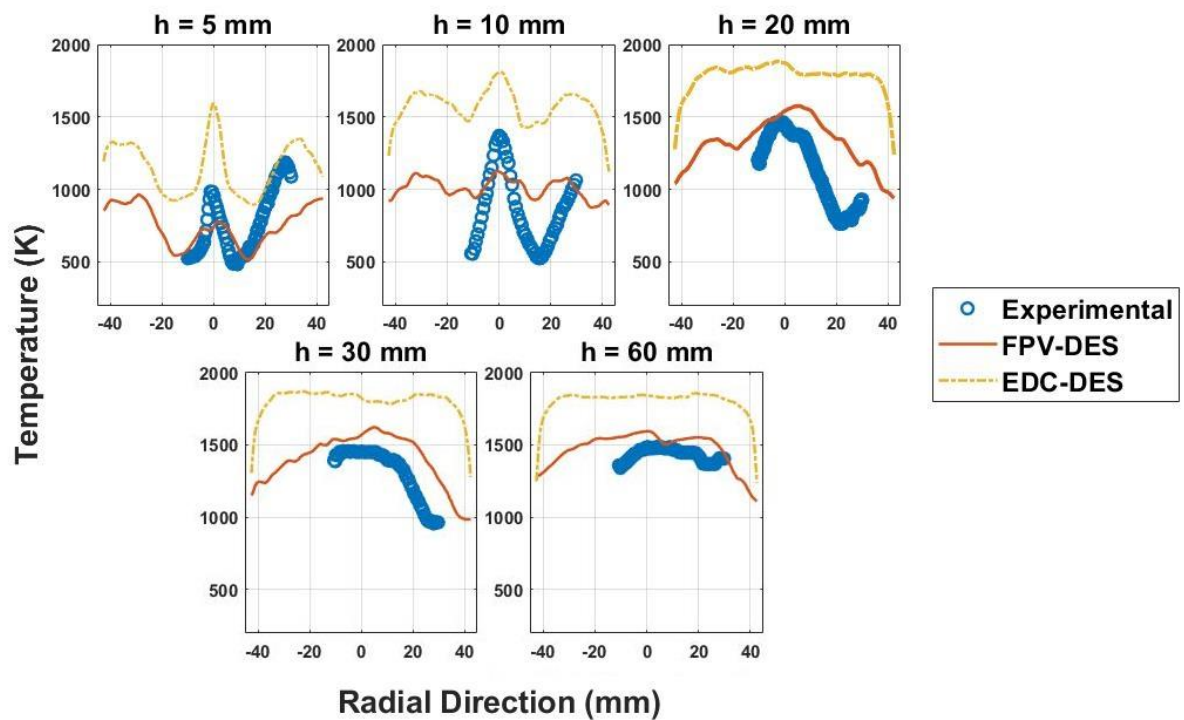 h = 5 mm
h = 10 mm
h = 20 mm
2000
1500
1000
500
-40 -20 0 20 40
2000
1500
1000
500
-40 -20 0 20 40
2000
1500
1000
500
-40 -20 0 20 40
h = 30 mm
h = 60 mm
2000
1500
1000
500
-40 -20 0 20 40
2000
1500
1000
500
-40 -20 0 20 40
Temperature (K)
Radial Direction (mm)
Experimental
FPV-DES
EDC-DES